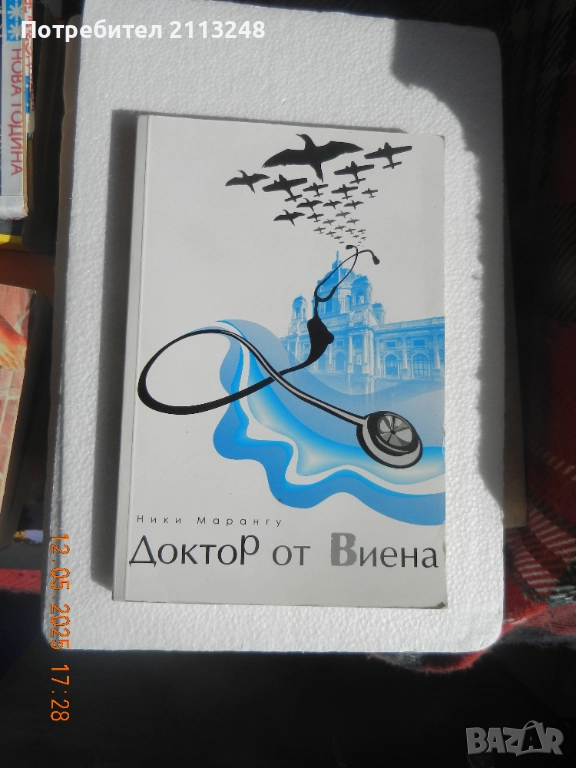 Потребител 2113248
НОВА ГОДИНА
Ники Марангу
Доктор от Виена
12.05.2025 17:28
BAZAR